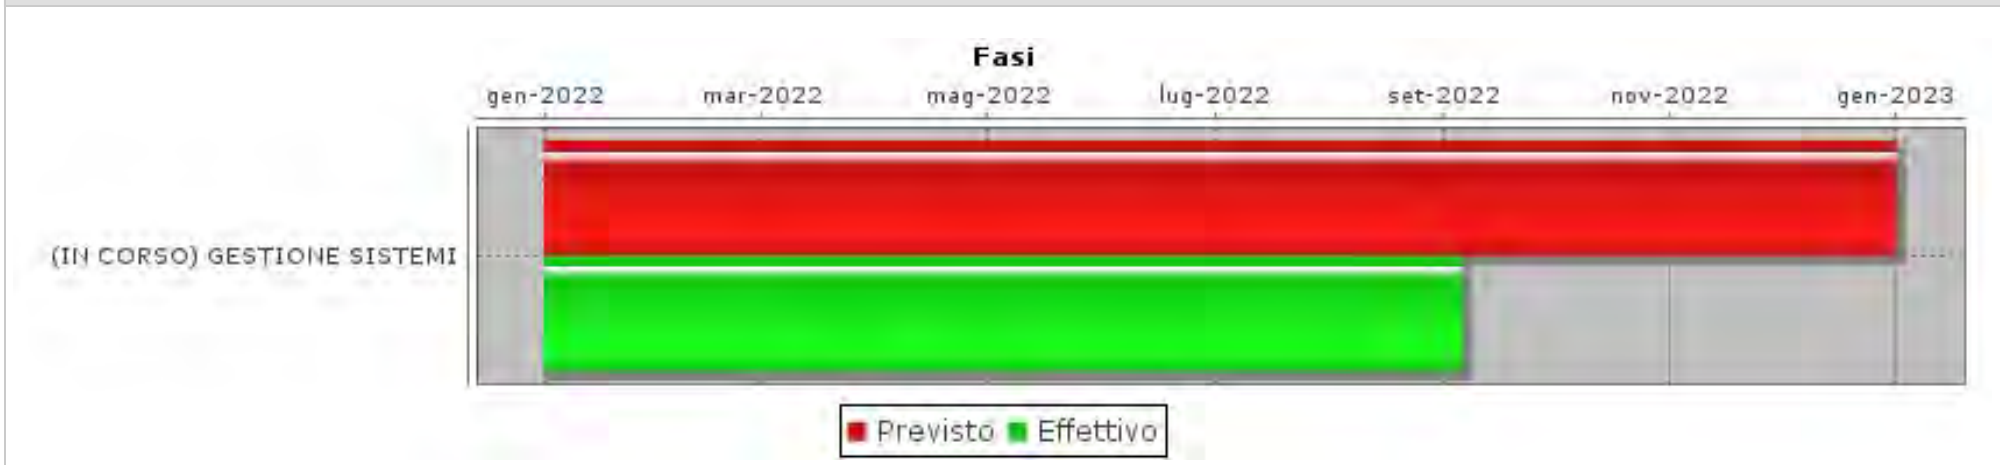 Fasi
gen-2022 mar-2022 mag-2022 lug-2022 set-2022 nov-2022 gen-2023
(IN CORSO) GESTIONE SISTEMI
Previsto Effettivo